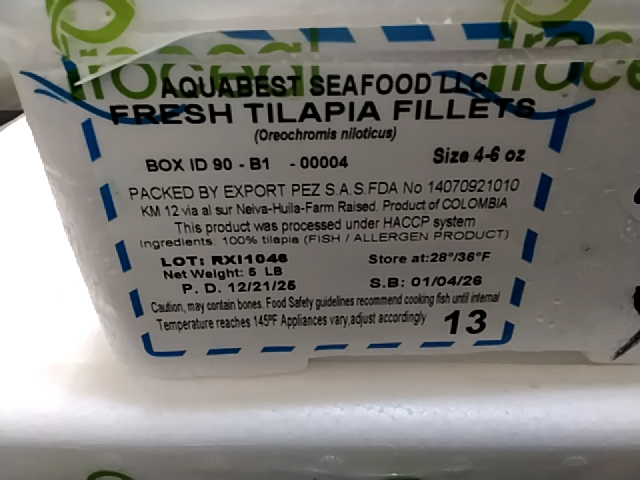 AQUABEST SEAFOOD LLC
FRESH TILAPIA FILLETS
(Oreochromis niloticus)
BOX ID 90 - B1 - 00004
Size 4-6 oz
PACKED BY EXPORT PEZ S.A.S.FDA No 14070921010
KM 12 via al sur Neiva-Huila-Farm Raised. Product of COLOMBIA
This product was processed under HACCP system
Ingredients: 100% tilapia (FISH / ALLERGEN PRODUCT)
LOT: RXI1046
Store at:28°/36°F
Net Weight: 5 LB
P. D. 12/21/25
S.B: 01/04/26
Caution, may contain bones. Food Safety guidelines recommend cooking fish until internal
Temperature reaches 145ºF Appliances vary,adjust accordingly
13